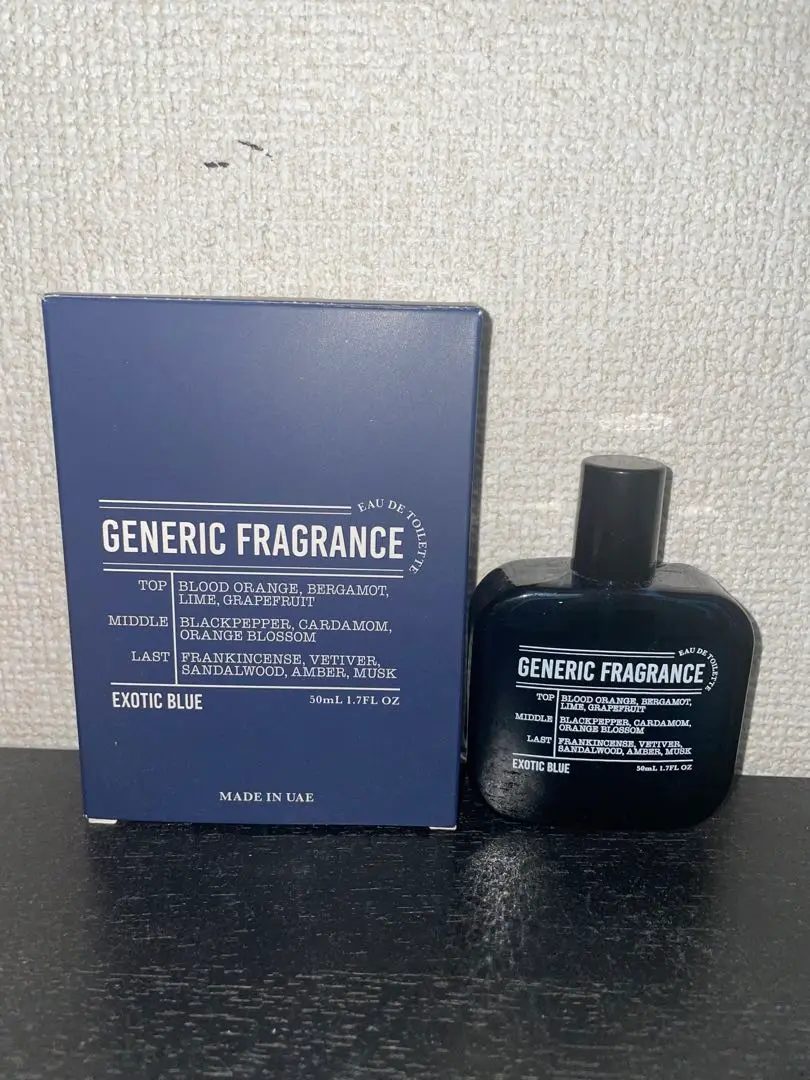 EAU DE TOILETTE
GENERIC FRAGRANCE
TOP BLOOD ORANGE, BERGAMOT,
LIME, GRAPEFRUIT
MIDDLE BLACKPEPPER, CARDAMOM,
ORANGE BLOSSOM
LAST FRANKINCENSE, VETIVER,
SANDALWOOD, AMBER, MUSK
EXOTIC BLUE 50mL 1.7FL OZ
MADE IN UAE
EAU DE TOILETTE
GENERIC FRAGRANCE
TOP BLOOD ORANGE, BERGAMOT,
LIME, GRAPEFRUIT
MIDDLE BLACKPEPPER, CARDAMOM,
ORANGE BLOSSOM
LAST FRANKINCENSE, VETIVER,
SANDALWOOD, AMBER, MUSK
EXOTIC BLUE 50mL 1.7FL OZ